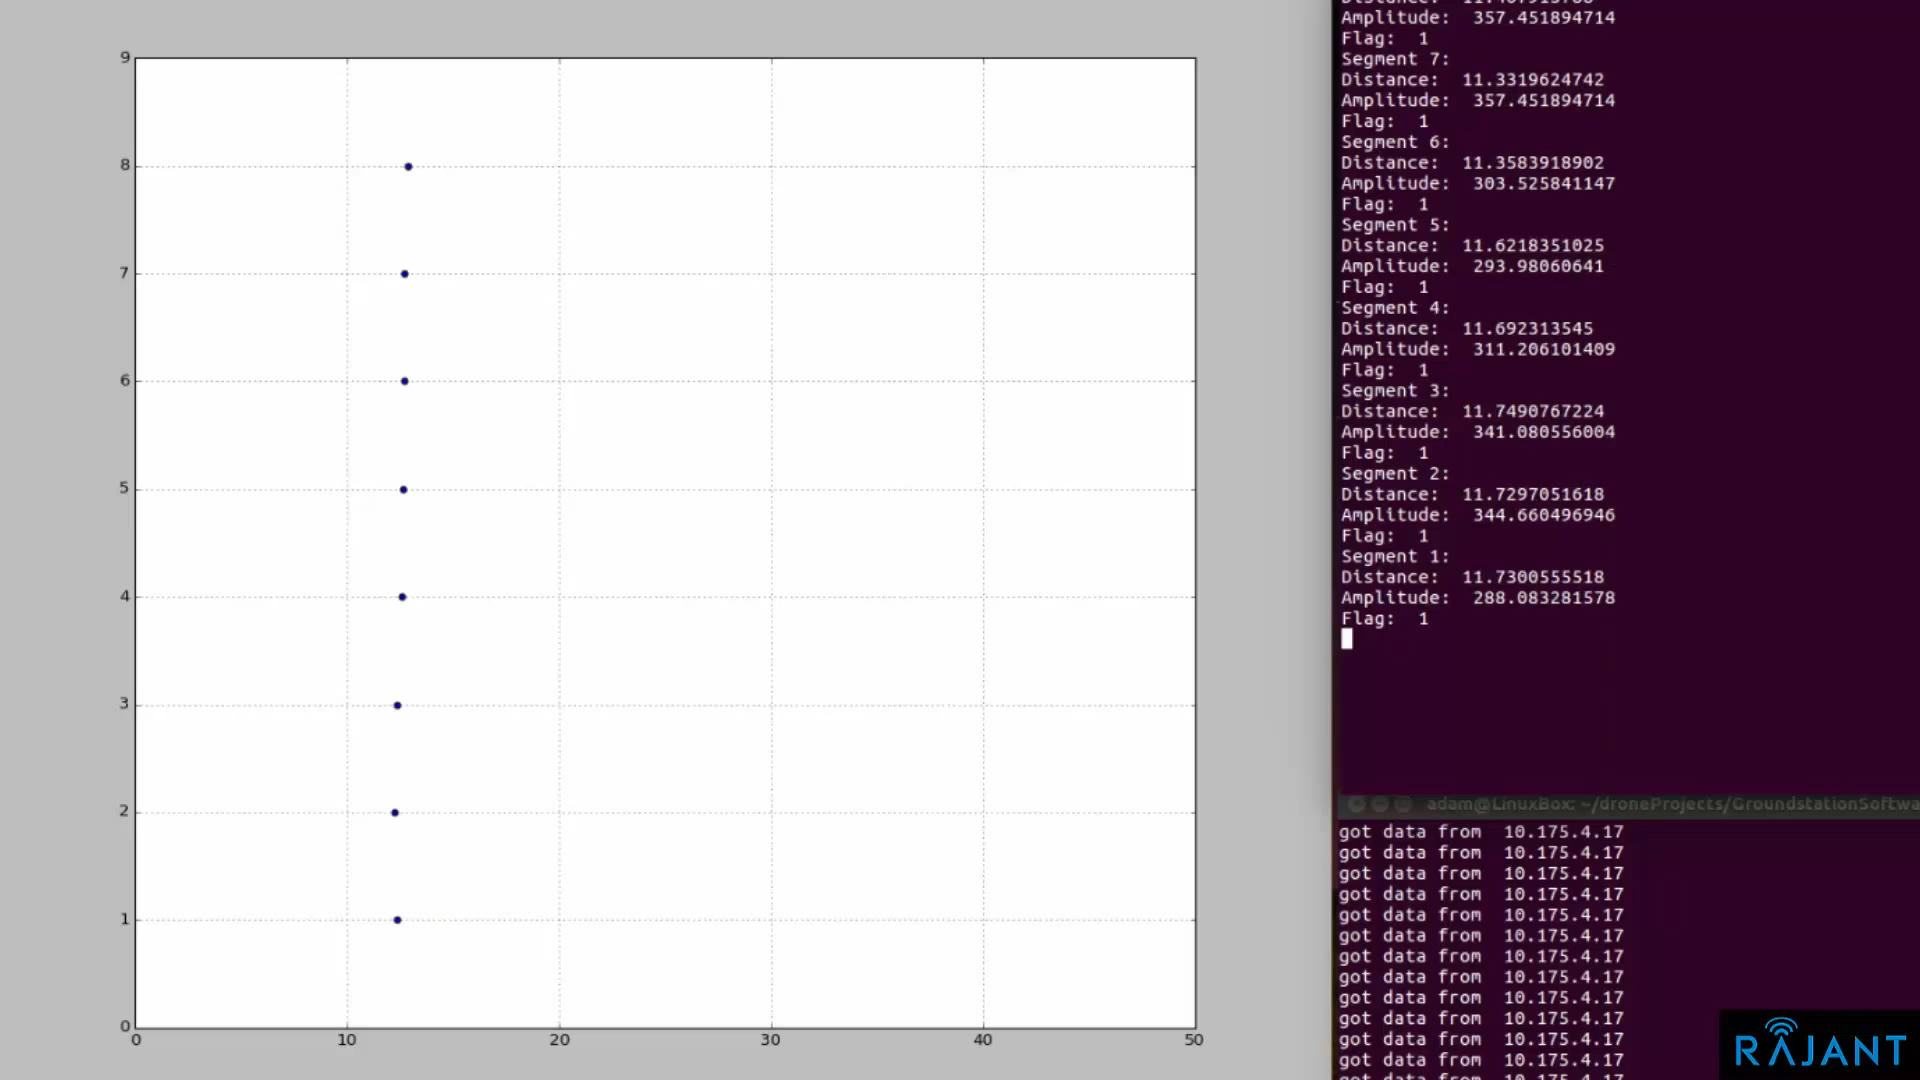 9
8
7
6
5
4
3
2
1
0
0 10 20 30 40 50
Amplitude: 357.451894714
Flag: 1
Segment 7:
Distance: 11.3319624742
Amplitude: 357.451894714
Flag: 1
Segment 6:
Distance: 11.3583918902
Amplitude: 303.525841147
Flag: 1
Segment 5:
Distance: 11.6218351025
Amplitude: 293.98060641
Flag: 1
Segment 4:
Distance: 11.692313545
Amplitude: 311.206101409
Flag: 1
Segment 3:
Distance: 11.7490767224
Amplitude: 341.080556004
Flag: 1
Segment 2:
Distance: 11.7297051618
Amplitude: 344.660496946
Flag: 1
Segment 1:
Distance: 11.7300555518
Amplitude: 288.083281578
Flag: 1
adam@LinuxBox: ~/droneProjects/GroundstationSoftwa
got data from 10.175.4.17
got data from 10.175.4.17
got data from 10.175.4.17
got data from 10.175.4.17
got data from 10.175.4.17
got data from 10.175.4.17
got data from 10.175.4.17
got data from 10.175.4.17
got data from 10.175.4.17
got data from 10.175.4.17
got data from 10.175.4.17
got data from 10.175.4.17
RAJANT